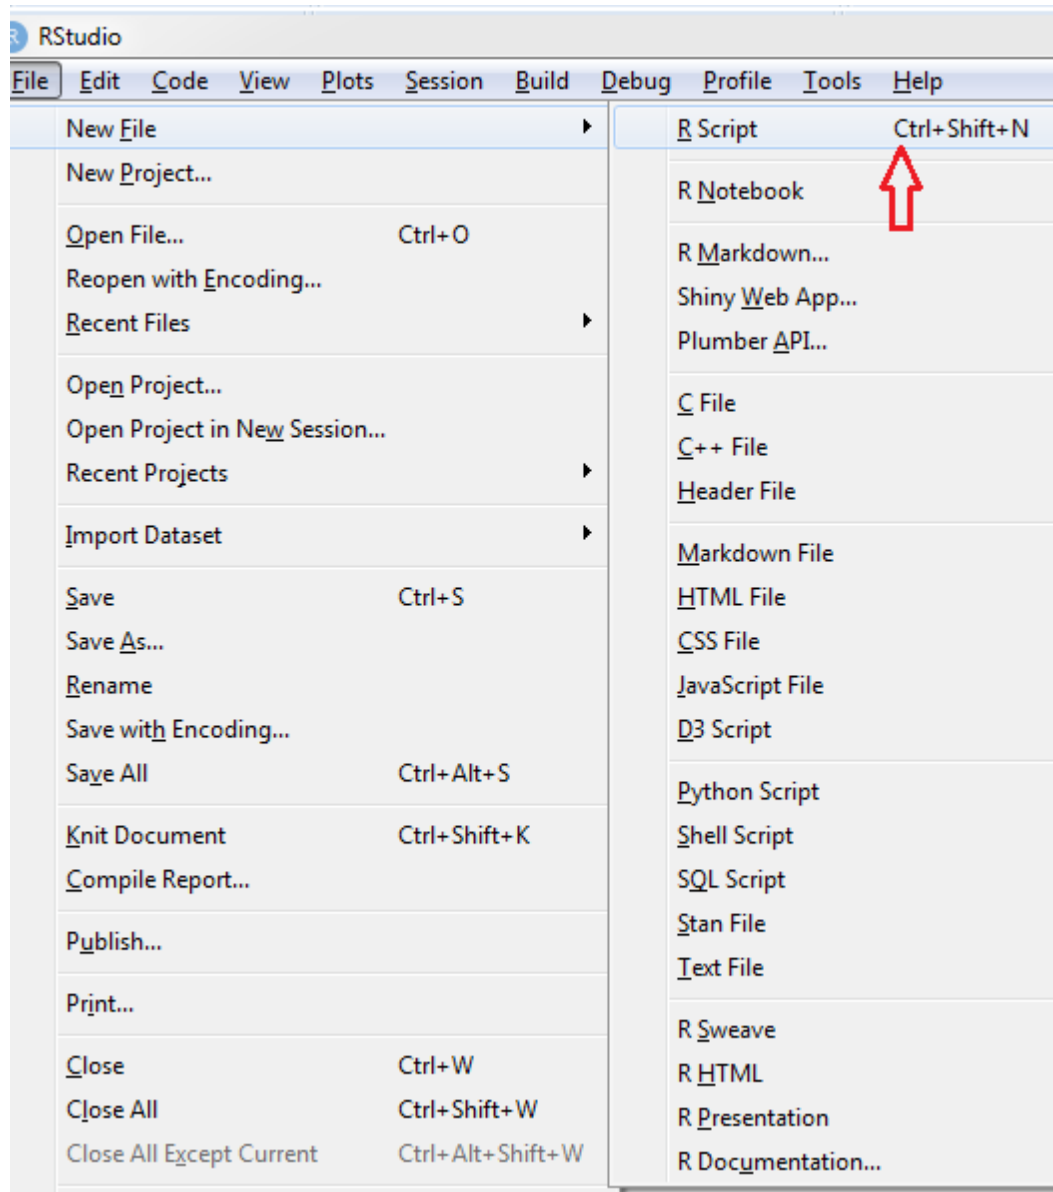 R RStudio
File Edit Code View Plots Session Build Debug Profile Tools Help
New File
New Project...
Open File... Ctrl+O
Reopen with Encoding...
Recent Files
Open Project...
Open Project in New Session...
Recent Projects
Import Dataset
Save Ctrl+S
Save As...
Rename
Save with Encoding...
Save All Ctrl+Alt+S
Knit Document Ctrl+Shift+K
Compile Report...
Publish...
Print...
Close Ctrl+W
Close All Ctrl+Shift+W
Close All Except Current Ctrl+Alt+Shift+W
R Script Ctrl+Shift+N
R Notebook
R Markdown...
Shiny Web App...
Plumber API...
C File
C++ File
Header File
Markdown File
HTML File
CSS File
JavaScript File
D3 Script
Python Script
Shell Script
SQL Script
Stan File
Text File
R Sweave
R HTML
R Presentation
R Documentation...